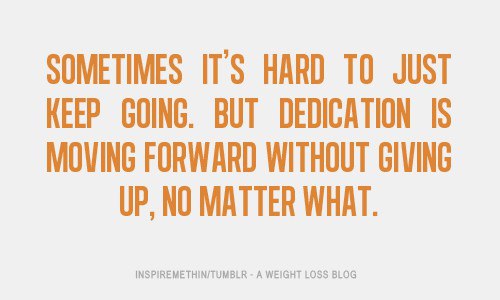 SOMETIMES IT'S HARD TO JUST
KEEP GOING. BUT DEDICATION IS
MOVING FORWARD WITHOUT GIVING
UP, NO MATTER WHAT.
INSPIREMETHIN/TUMBLR - A WEIGHT LOSS BLOG